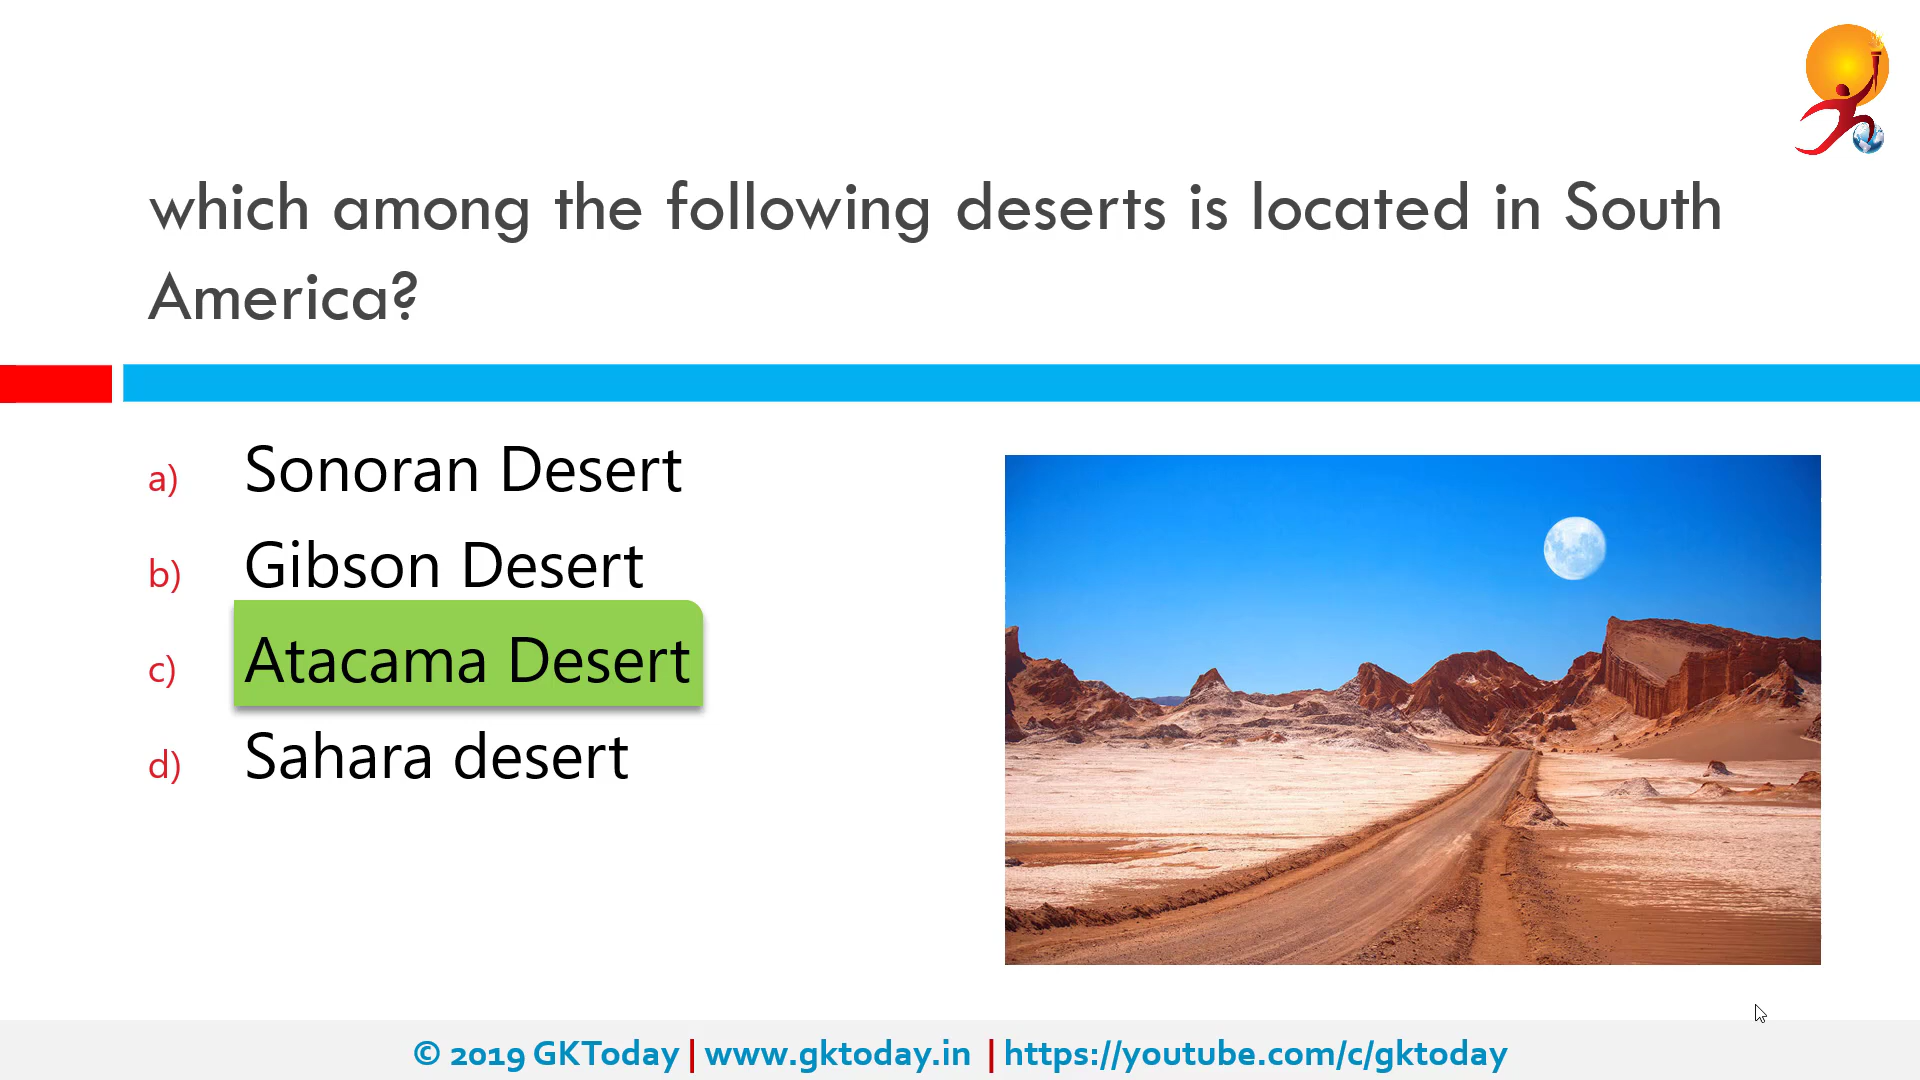 which among the following deserts is located in South
America?
a) Sonoran Desert
b) Gibson Desert
c) Atacama Desert
d) Sahara desert
© 2019 GKToday | www.gktoday.in | https://youtube.com/c/gktoday